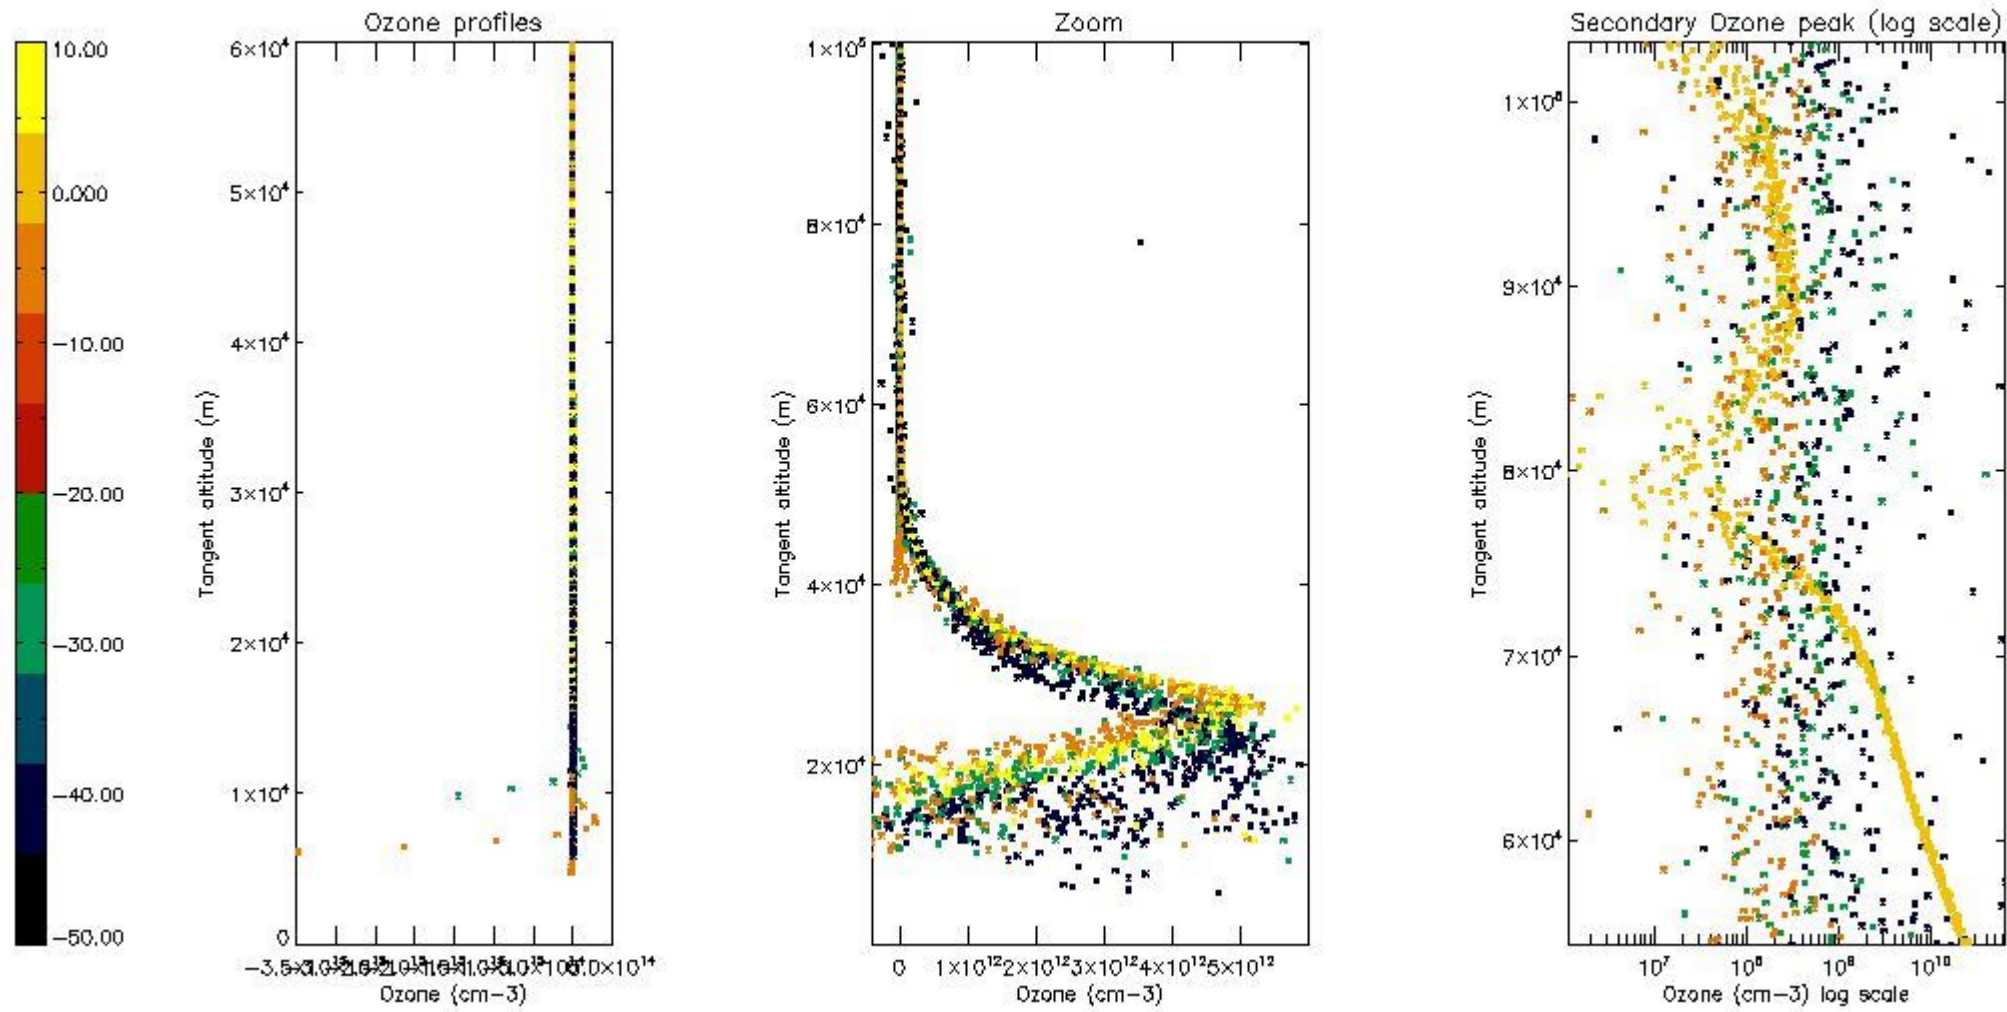 Ozone profiles
Zoom
Secondary Ozone peak (log scale)
10.00
0.000
−10.00
−20.00
−30.00
−40.00
−50.00
6×10⁴
5×10⁴
4×10⁴
3×10⁴
2×10⁴
1×10⁴
0
Tangent altitude (m)
5.0×10¹⁴
Ozone (cm−3)
1×10⁵
8×10⁴
6×10⁴
4×10⁴
2×10⁴
Tangent altitude (m)
0 1×10¹² 2×10¹² 3×10¹² 4×10¹² 5×10¹²
Ozone (cm−3)
1×10⁵
9×10⁴
8×10⁴
7×10⁴
6×10⁴
Tangent altitude (m)
10⁷ 10⁸ 10⁹ 10¹⁰
Ozone (cm−3) log scale